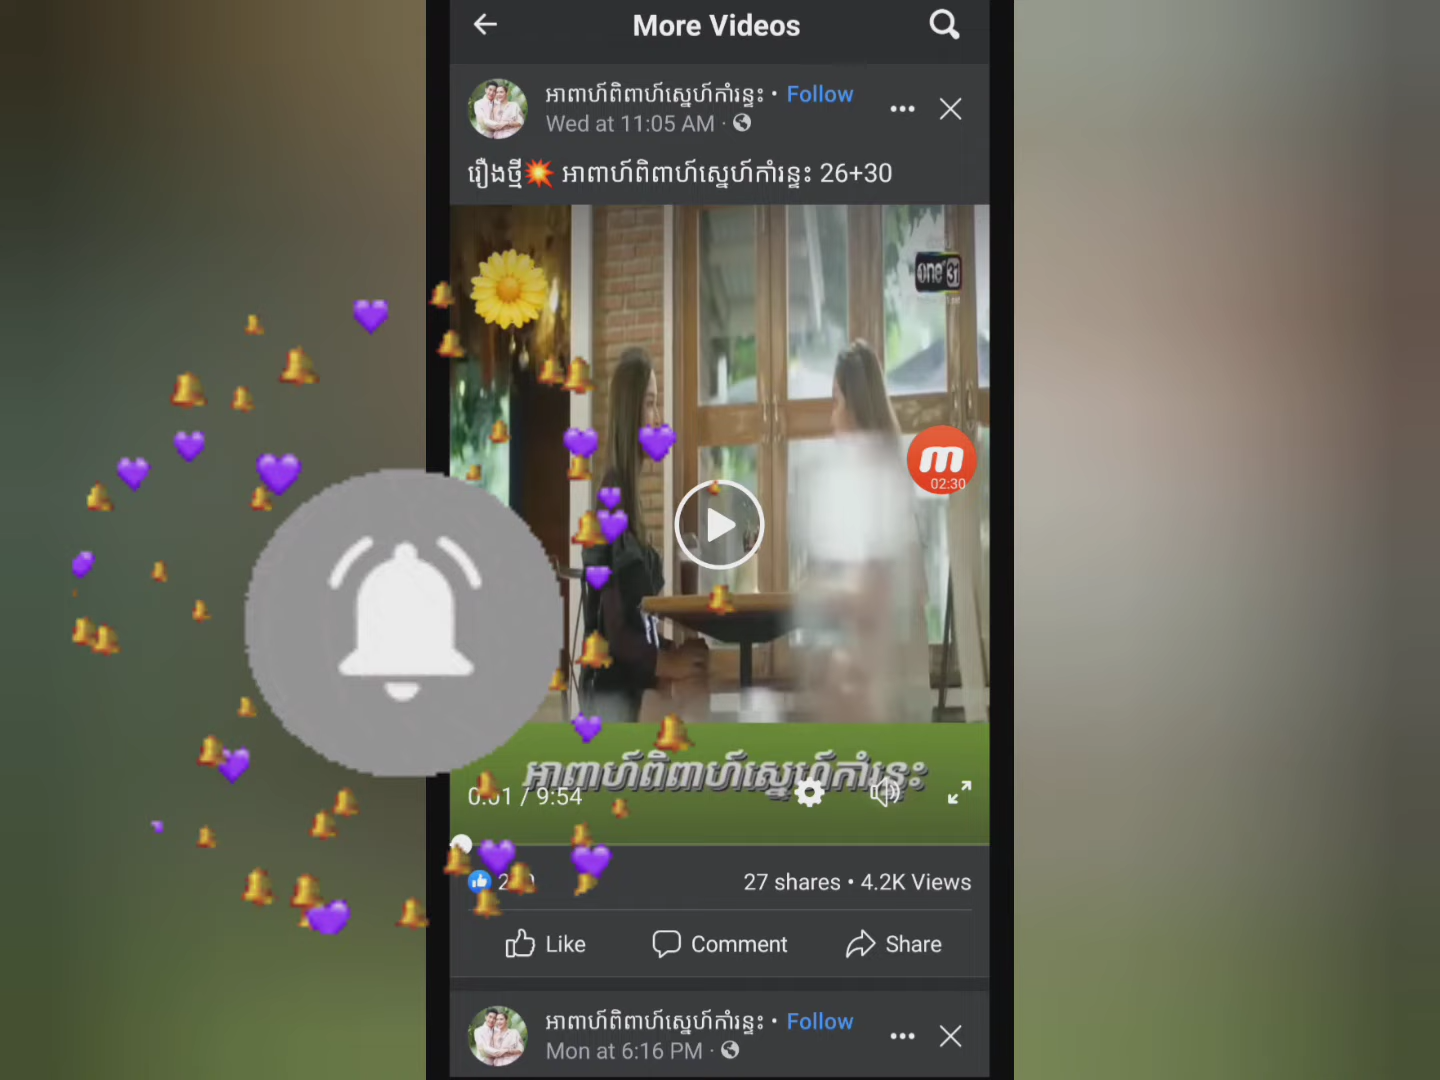 More Videos
អាពាហ៍ពិពាហ៍ស្នេហ៍កាំរន្ទះ • Follow
Wed at 11:05 AM ·
រឿងថ្មី💥 អាពាហ៍ពិពាហ៍ស្នេហ៍កាំរន្ទះ 26+30
one 31
m
02:30
អាពាហ៍ពិពាហ៍ស្នេហ៍កាំរន្ទះ
0:01 / 9:54
27 shares • 4.2K Views
Like
Comment
Share
អាពាហ៍ពិពាហ៍ស្នេហ៍កាំរន្ទះ • Follow
Mon at 6:16 PM ·